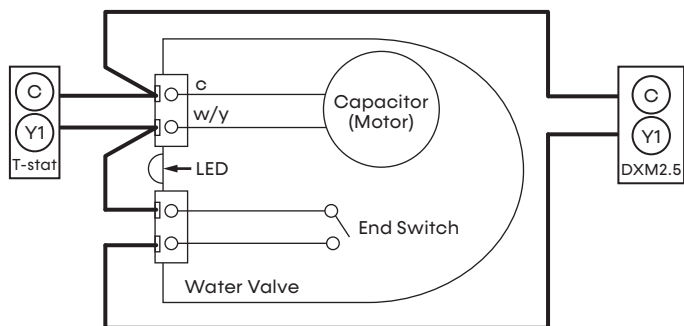 C
Y1
T-stat
c
w/y
Capacitor
(Motor)
LED
End Switch
Water Valve
C
Y1
DXM2.5